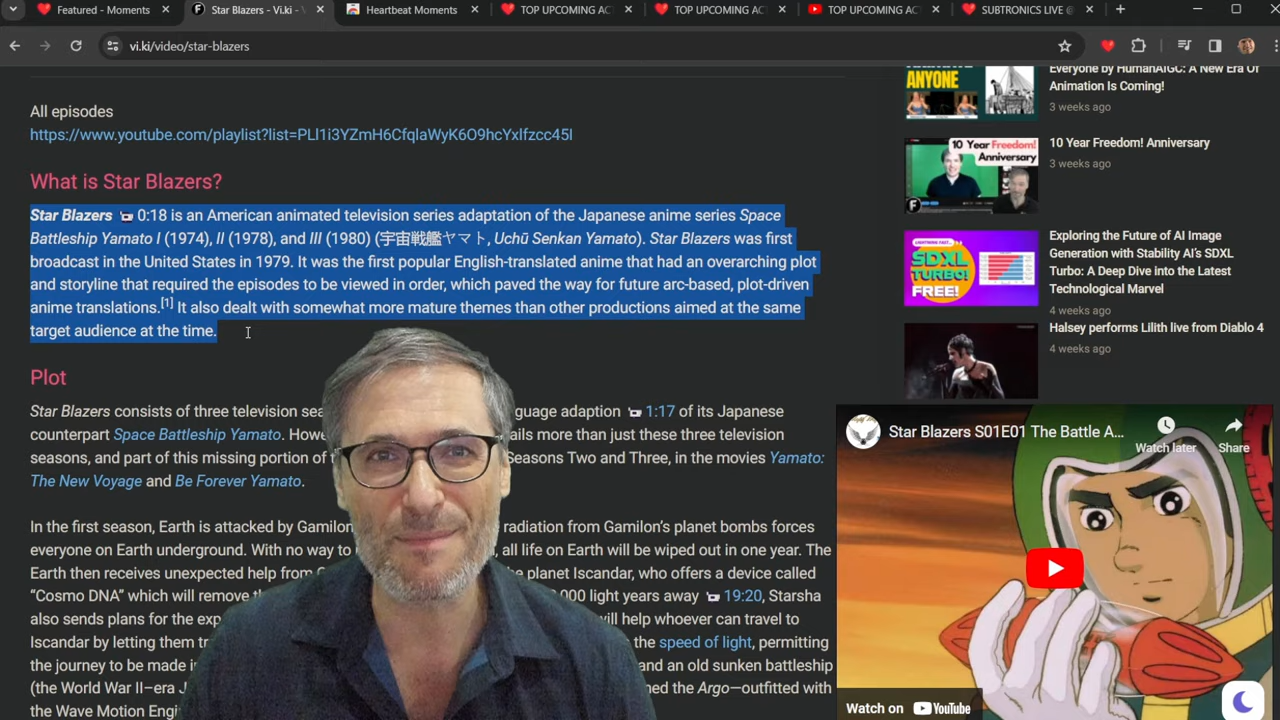 Featured - Moments
Star Blazers - Vi.ki -
Heartbeat Moments
TOP UPCOMING AC
TOP UPCOMING AC
TOP UPCOMING AC
SUBTRONICS LIVE @
vi.ki/video/star-blazers
All episodes
https://www.youtube.com/playlist?list=PLl1i3YZmH6CfqlaWyK6O9hcYxlfzcc45l
What is Star Blazers?
Star Blazers 0:18 is an American animated television series adaptation of the Japanese anime series Space
Battleship Yamato I (1974), II (1978), and III (1980) (宇宙戦艦ヤマト, Uchū Senkan Yamato). Star Blazers was first
broadcast in the United States in 1979. It was the first popular English-translated anime that had an overarching plot
and storyline that required the episodes to be viewed in order, which paved the way for future arc-based, plot-driven
anime translations.[1] It also dealt with somewhat more mature themes than other productions aimed at the same
target audience at the time.
Plot
Star Blazers consists of three television sea guage adaption 1:17 of its Japanese
counterpart Space Battleship Yamato. Howe ails more than just these three television
seasons, and part of this missing portion of t Seasons Two and Three, in the movies Yamato:
The New Voyage and Be Forever Yamato.
In the first season, Earth is attacked by Gamilon radiation from Gamilon's planet bombs forces
everyone on Earth underground. With no way to all life on Earth will be wiped out in one year. The
Earth then receives unexpected help from he planet Iscandar, who offers a device called
"Cosmo DNA" which will remove th 000 light years away 19:20, Starsha
also sends plans for the exp will help whoever can travel to
Iscandar by letting them tr the speed of light, permitting
the journey to be made i and an old sunken battleship
(the World War II–era J ned the Argo—outfitted with
the Wave Motion Engi
ANIMATE
ANYONE
Everyone by HumanAIGC: A New Era Of
Animation Is Coming!
3 weeks ago
10 Year Freedom!
Anniversary
10 Year Freedom! Anniversary
3 weeks ago
SDXL
TURBO!
FREE!
Exploring the Future of AI Image
Generation with Stability AI's SDXL
Turbo: A Deep Dive into the Latest
Technological Marvel
4 weeks ago
Halsey performs Lilith live from Diablo 4
4 weeks ago
Star Blazers S01E01 The Battle A...
Watch later
Share
Watch on YouTube